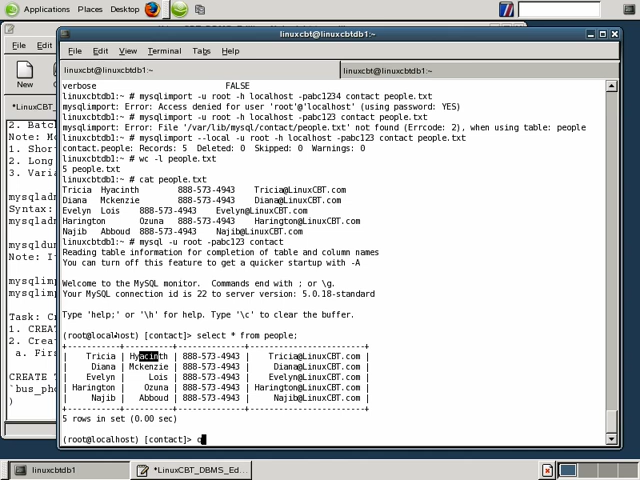 Applications Places Desktop
linuxcbt@linuxcbtdb1:~
File Edit View Terminal Tabs Help
linuxcbt@linuxcbtdb1:~
linuxcbt@linuxcbtdb1:~
verbose FALSE
linuxcbtdb1:~ # mysqlimport -u root -h localhost -pabc1234 contact people.txt
mysqlimport: Error: Access denied for user 'root'@'localhost' (using password: YES)
linuxcbtdb1:~ # mysqlimport -u root -h localhost -pabc123 contact people.txt
mysqlimport: Error: File '/var/lib/mysql/contact/people.txt' not found (Errcode: 2), when using table: people
linuxcbtdb1:~ # mysqlimport --local -u root -h localhost -pabc123 contact people.txt
contact.people: Records: 5 Deleted: 0 Skipped: 0 Warnings: 0
linuxcbtdb1:~ # wc -l people.txt
5 people.txt
linuxcbtdb1:~ # cat people.txt
Tricia Hyacinth 888-573-4943 Tricia@LinuxCBT.com
Diana Mckenzie 888-573-4943 Diana@LinuxCBT.com
Evelyn Lois 888-573-4943 Evelyn@LinuxCBT.com
Harington Ozuna 888-573-4943 Harington@LinuxCBT.com
Najib Abboud 888-573-4943 Najib@LinuxCBT.com
linuxcbtdb1:~ # mysql -u root -pabc123 contact
Reading table information for completion of table and column names
You can turn off this feature to get a quicker startup with -A
Welcome to the MySQL monitor. Commands end with ; or \g.
Your MySQL connection id is 22 to server version: 5.0.18-standard
Type 'help;' or '\h' for help. Type '\c' to clear the buffer.
(root@localhost) [contact]> select * from people;
+-----------+----------+--------------+------------------------+
| Tricia | Hyacinth | 888-573-4943 | Tricia@LinuxCBT.com |
| Diana | Mckenzie | 888-573-4943 | Diana@LinuxCBT.com |
| Evelyn | Lois | 888-573-4943 | Evelyn@LinuxCBT.com |
| Harington | Ozuna | 888-573-4943 | Harington@LinuxCBT.com |
| Najib | Abboud | 888-573-4943 | Najib@LinuxCBT.com |
+-----------+----------+--------------+------------------------+
5 rows in set (0.00 sec)
(root@localhost) [contact]> q
File Edit
New
*LinuxCBT
2. Batc
Note: M
1. Shor
2. Long
3. Varia
mysqlad
Syntax:
mysqlad
mysqldu
Note: I
mysqlim
mysqlim
Task: C
1. CREA
2. Creat
a. Firs
CREATE
`bus_ph
)
linuxcbtdb1
*LinuxCBT_DBMS_Ed...